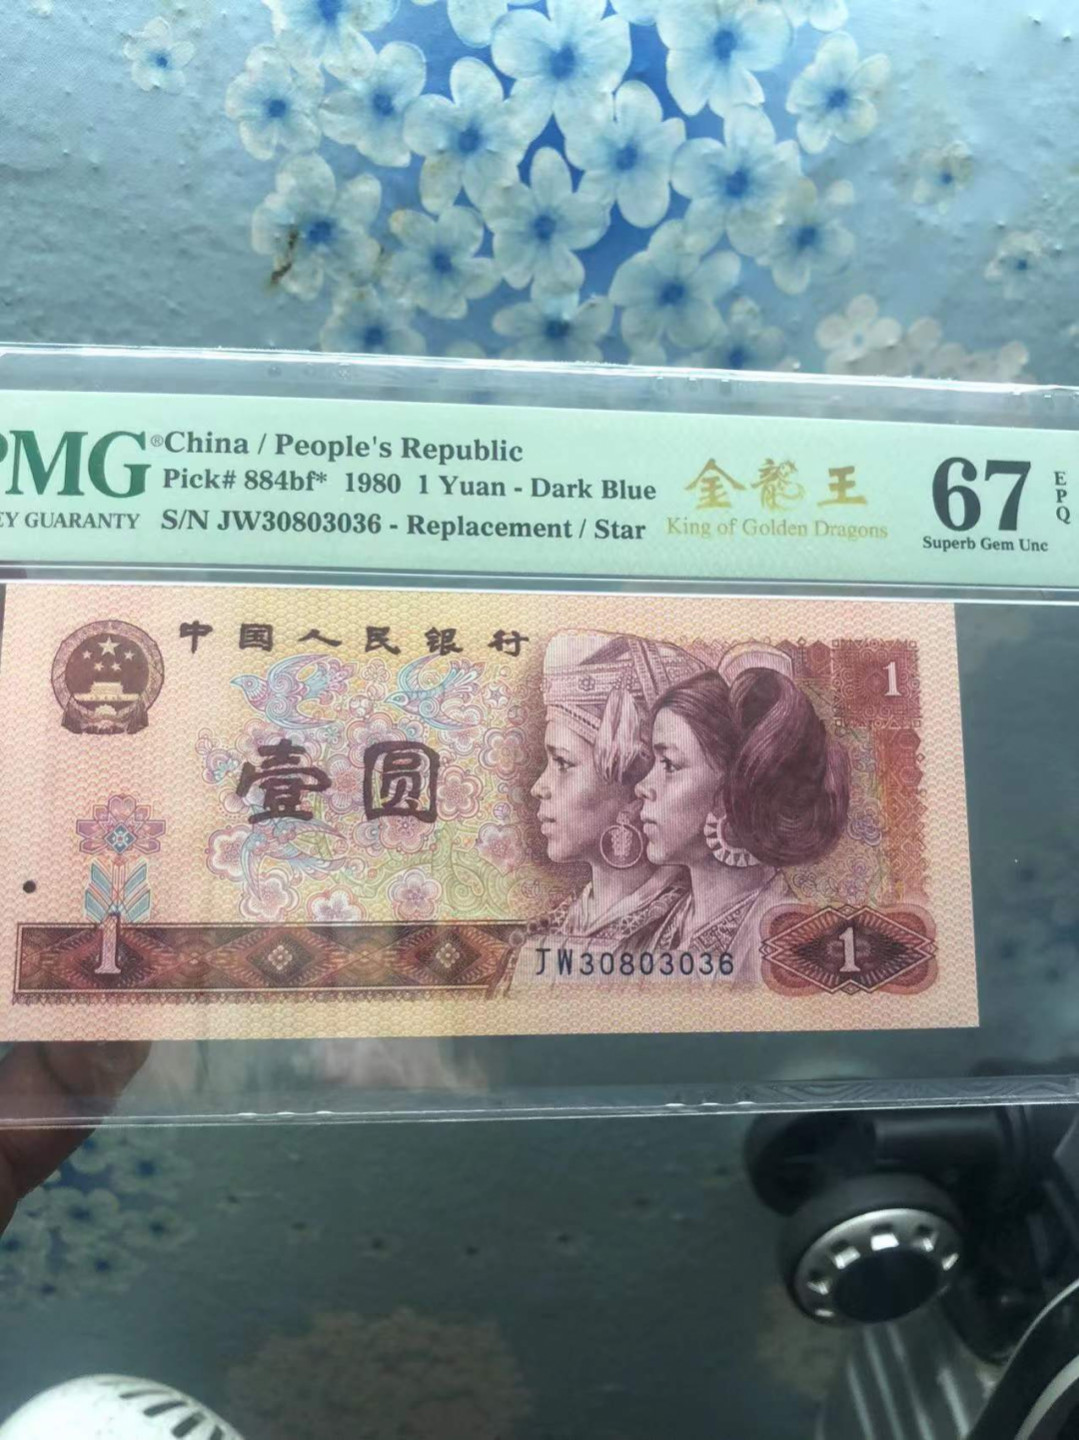 PMG® China / People's Republic
Pick# 884bf* 1980 1 Yuan - Dark Blue
EY GUARANTY S/N JW30803036 - Replacement / Star
金龍王
King of Golden Dragons
67 EPQ
Superb Gem Unc
中国人民银行
1
壹圆
1
JW30803036
1